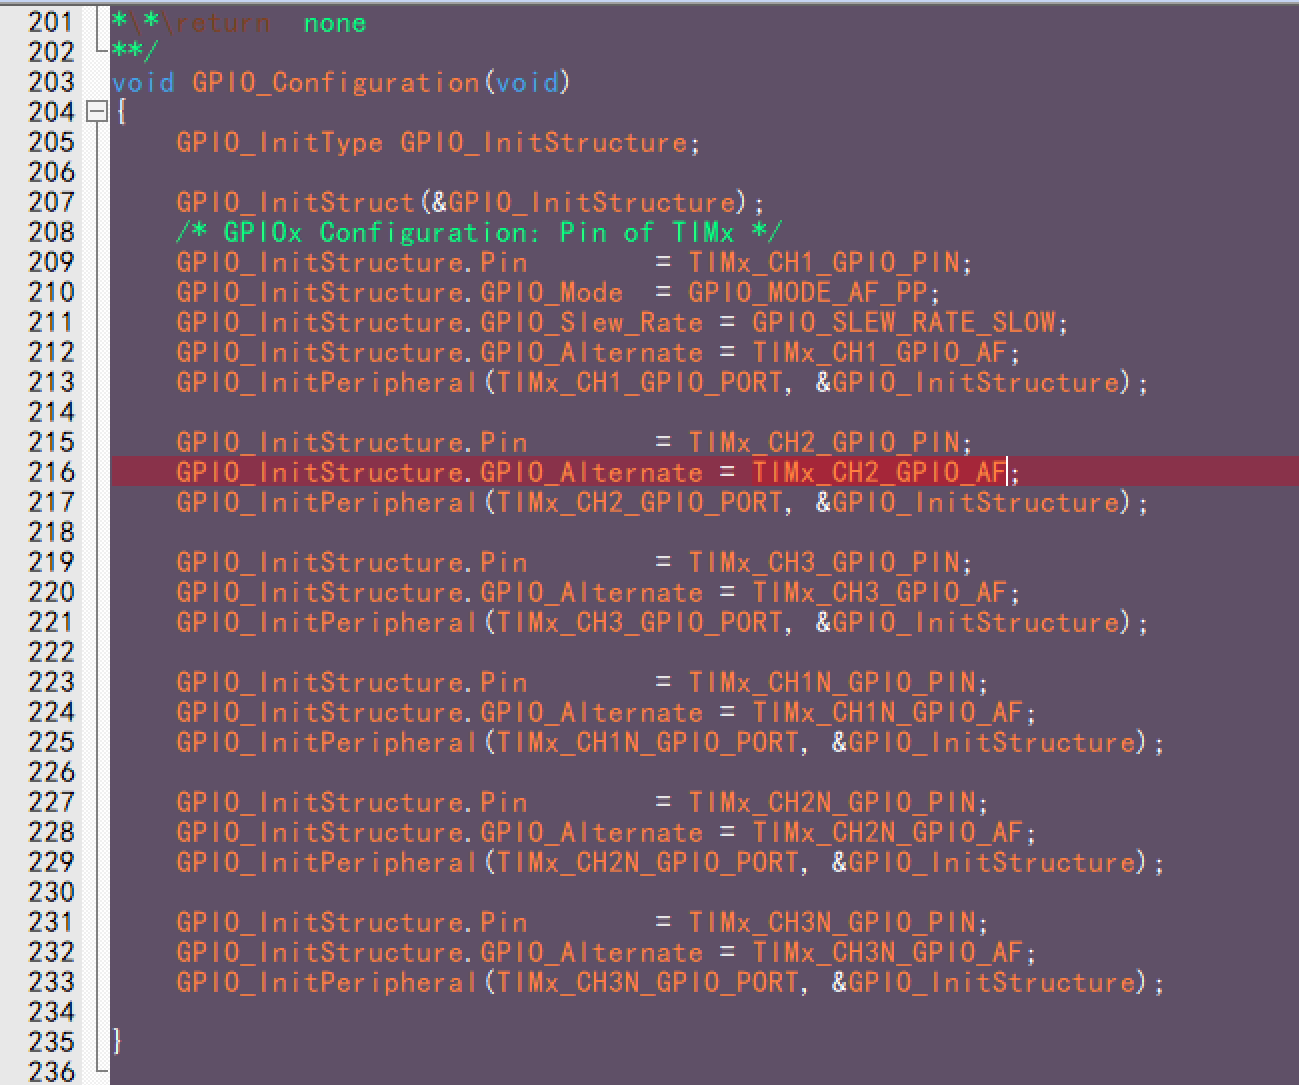 201 *\*\return  none
202 **/
203 void GPIO_Configuration(void)
204 {
205     GPIO_InitType GPIO_InitStructure;
206
207     GPIO_InitStruct(&GPIO_InitStructure);
208     /* GPIOx Configuration: Pin of TIMx */
209     GPIO_InitStructure.Pin        = TIMx_CH1_GPIO_PIN;
210     GPIO_InitStructure.GPIO_Mode  = GPIO_MODE_AF_PP;
211     GPIO_InitStructure.GPIO_Slew_Rate = GPIO_SLEW_RATE_SLOW;
212     GPIO_InitStructure.GPIO_Alternate = TIMx_CH1_GPIO_AF;
213     GPIO_InitPeripheral(TIMx_CH1_GPIO_PORT, &GPIO_InitStructure);
214
215     GPIO_InitStructure.Pin        = TIMx_CH2_GPIO_PIN;
216     GPIO_InitStructure.GPIO_Alternate = TIMx_CH2_GPIO_AF;
217     GPIO_InitPeripheral(TIMx_CH2_GPIO_PORT, &GPIO_InitStructure);
218
219     GPIO_InitStructure.Pin        = TIMx_CH3_GPIO_PIN;
220     GPIO_InitStructure.GPIO_Alternate = TIMx_CH3_GPIO_AF;
221     GPIO_InitPeripheral(TIMx_CH3_GPIO_PORT, &GPIO_InitStructure);
222
223     GPIO_InitStructure.Pin        = TIMx_CH1N_GPIO_PIN;
224     GPIO_InitStructure.GPIO_Alternate = TIMx_CH1N_GPIO_AF;
225     GPIO_InitPeripheral(TIMx_CH1N_GPIO_PORT, &GPIO_InitStructure);
226
227     GPIO_InitStructure.Pin        = TIMx_CH2N_GPIO_PIN;
228     GPIO_InitStructure.GPIO_Alternate = TIMx_CH2N_GPIO_AF;
229     GPIO_InitPeripheral(TIMx_CH2N_GPIO_PORT, &GPIO_InitStructure);
230
231     GPIO_InitStructure.Pin        = TIMx_CH3N_GPIO_PIN;
232     GPIO_InitStructure.GPIO_Alternate = TIMx_CH3N_GPIO_AF;
233     GPIO_InitPeripheral(TIMx_CH3N_GPIO_PORT, &GPIO_InitStructure);
234
235 }
236